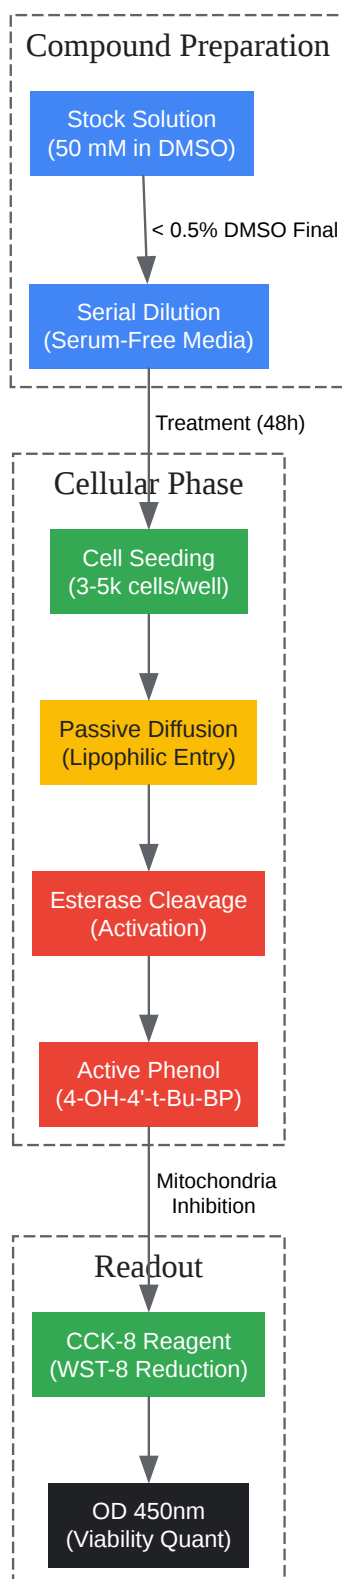 Compound Preparation
Stock Solution
(50 mM in DMSO)
< 0.5% DMSO Final
Serial Dilution
(Serum-Free Media)
Treatment (48h)
Cellular Phase
Cell Seeding
(3-5k cells/well)
Passive Diffusion
(Lipophilic Entry)
Esterase Cleavage
(Activation)
Active Phenol
(4-OH-4'-t-Bu-BP)
Mitochondria
Inhibition
Readout
CCK-8 Reagent
(WST-8 Reduction)
OD 450nm
(Viability Quant)